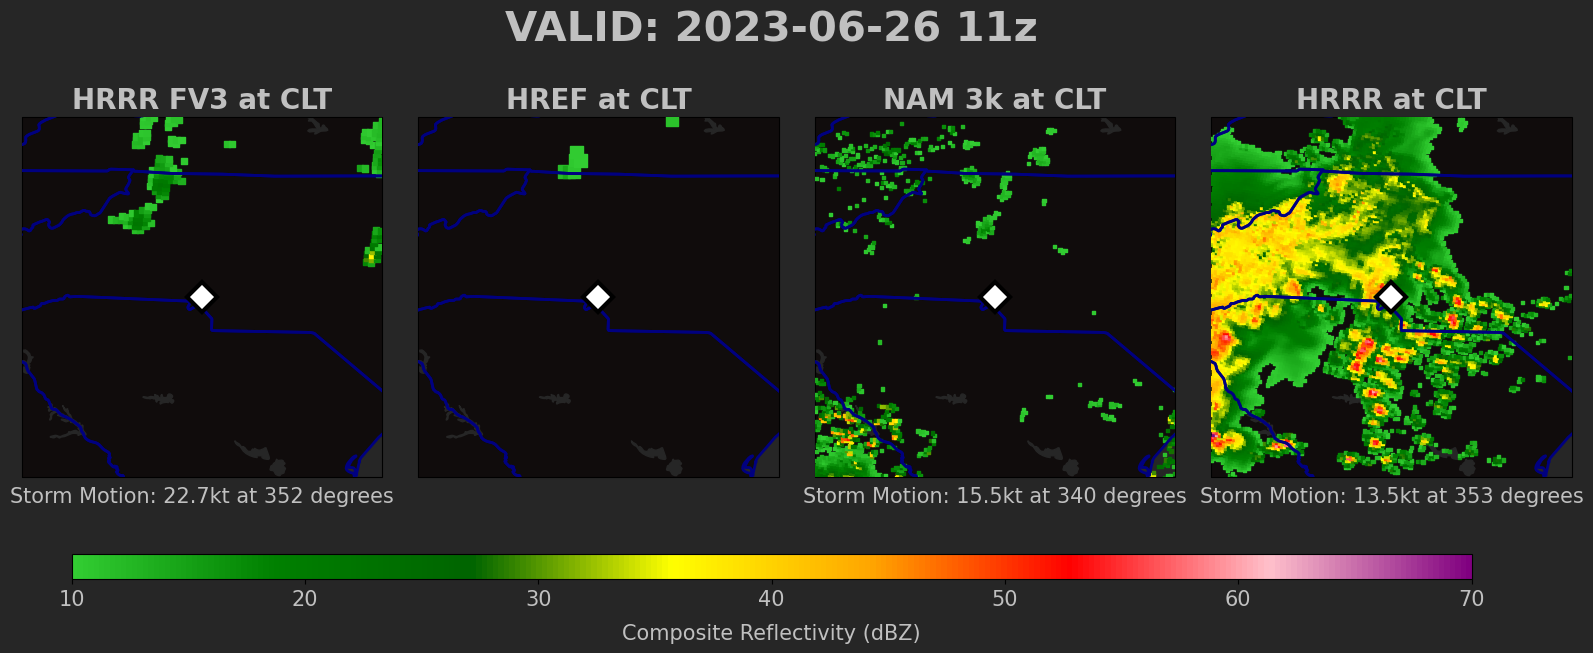 VALID: 2023-06-26 11z
HRRR FV3 at CLT
HREF at CLT
NAM 3k at CLT
HRRR at CLT
Storm Motion: 22.7kt at 352 degrees
Storm Motion: 15.5kt at 340 degrees
Storm Motion: 13.5kt at 353 degrees
10 20 30 40 50 60 70
Composite Reflectivity (dBZ)